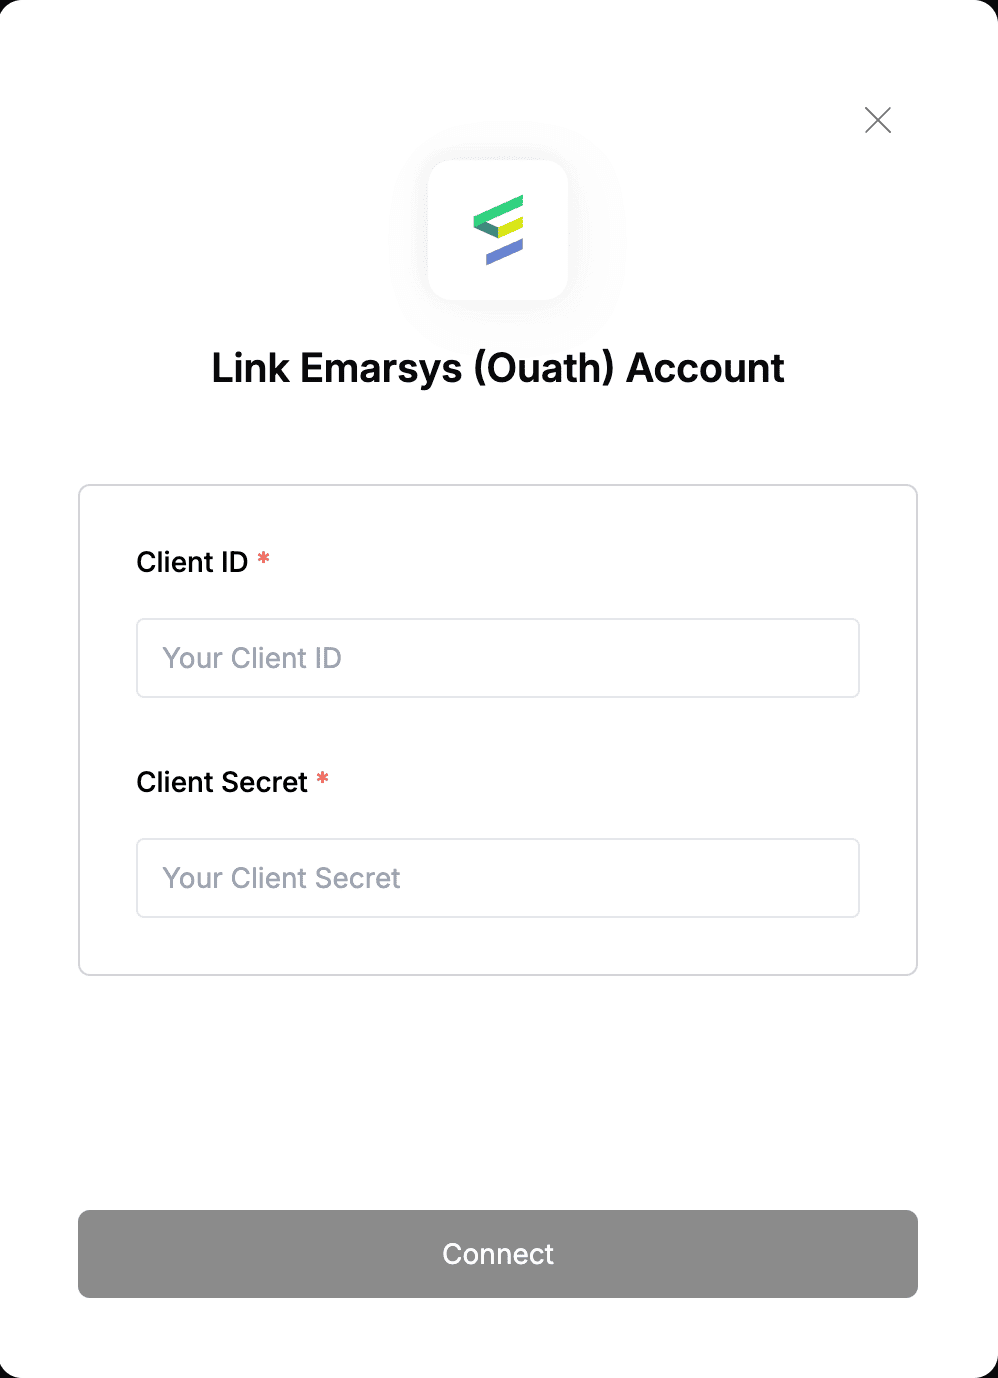 Link Emarsys (Ouath) Account
Client ID *
Your Client ID
Client Secret *
Your Client Secret
Connect